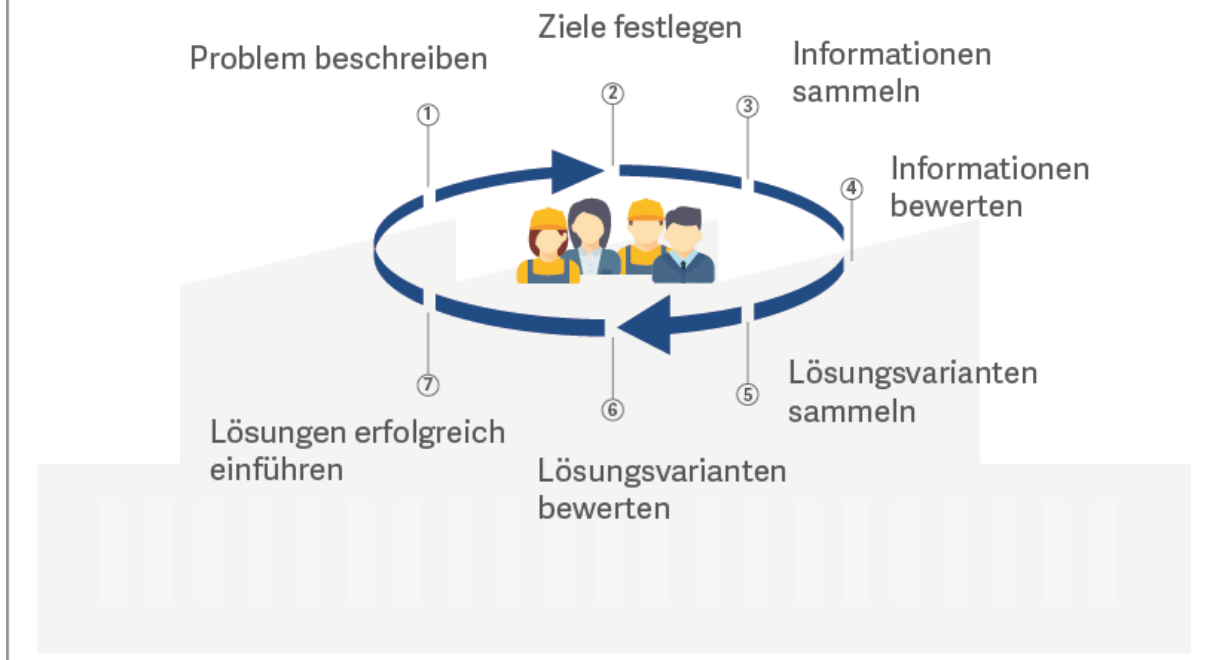 Problem beschreiben
①
Ziele festlegen
②
Informationen
sammeln
③
Informationen
bewerten
④
Lösungsvarianten
sammeln
⑤
Lösungsvarianten
bewerten
⑥
Lösungen erfolgreich
einführen
⑦